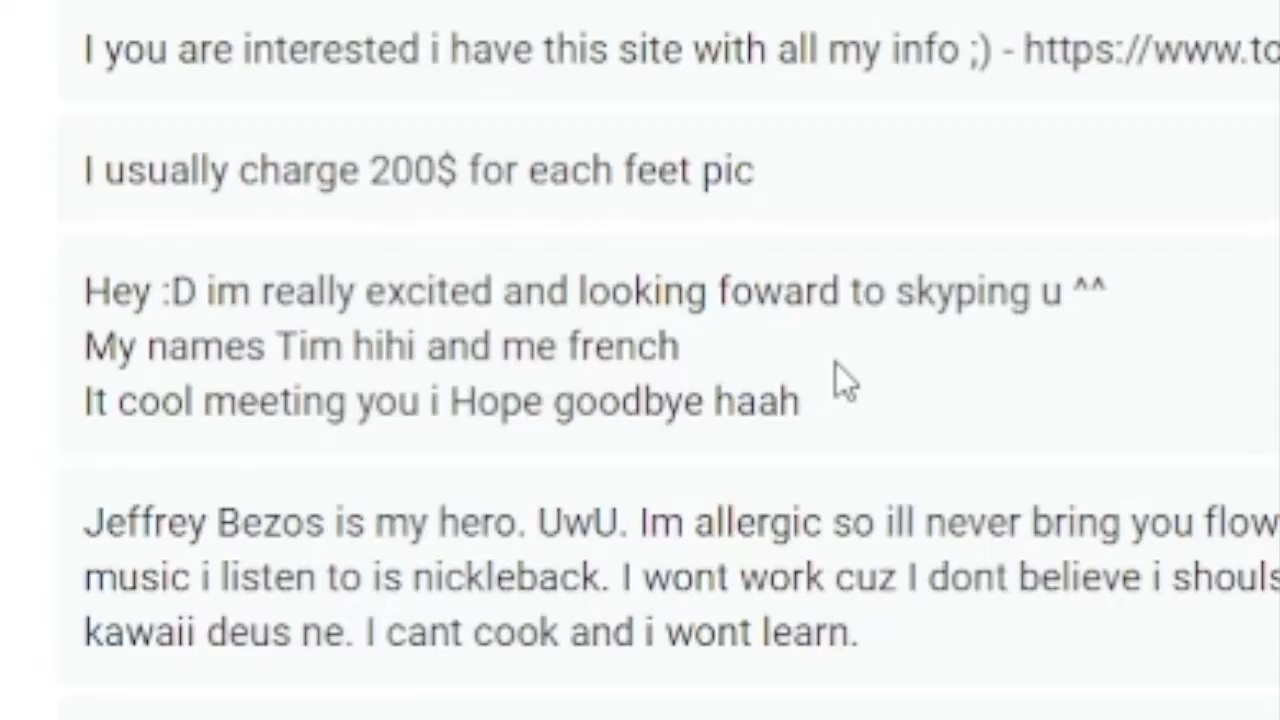 I you are interested i have this site with all my info ;) - https://www.to
I usually charge 200$ for each feet pic
Hey :D im really excited and looking foward to skyping u ^^
My names Tim hihi and me french
It cool meeting you i Hope goodbye haah
Jeffrey Bezos is my hero. UwU. Im allergic so ill never bring you flow
music i listen to is nickleback. I wont work cuz I dont believe i shouls
kawaii deus ne. I cant cook and i wont learn.